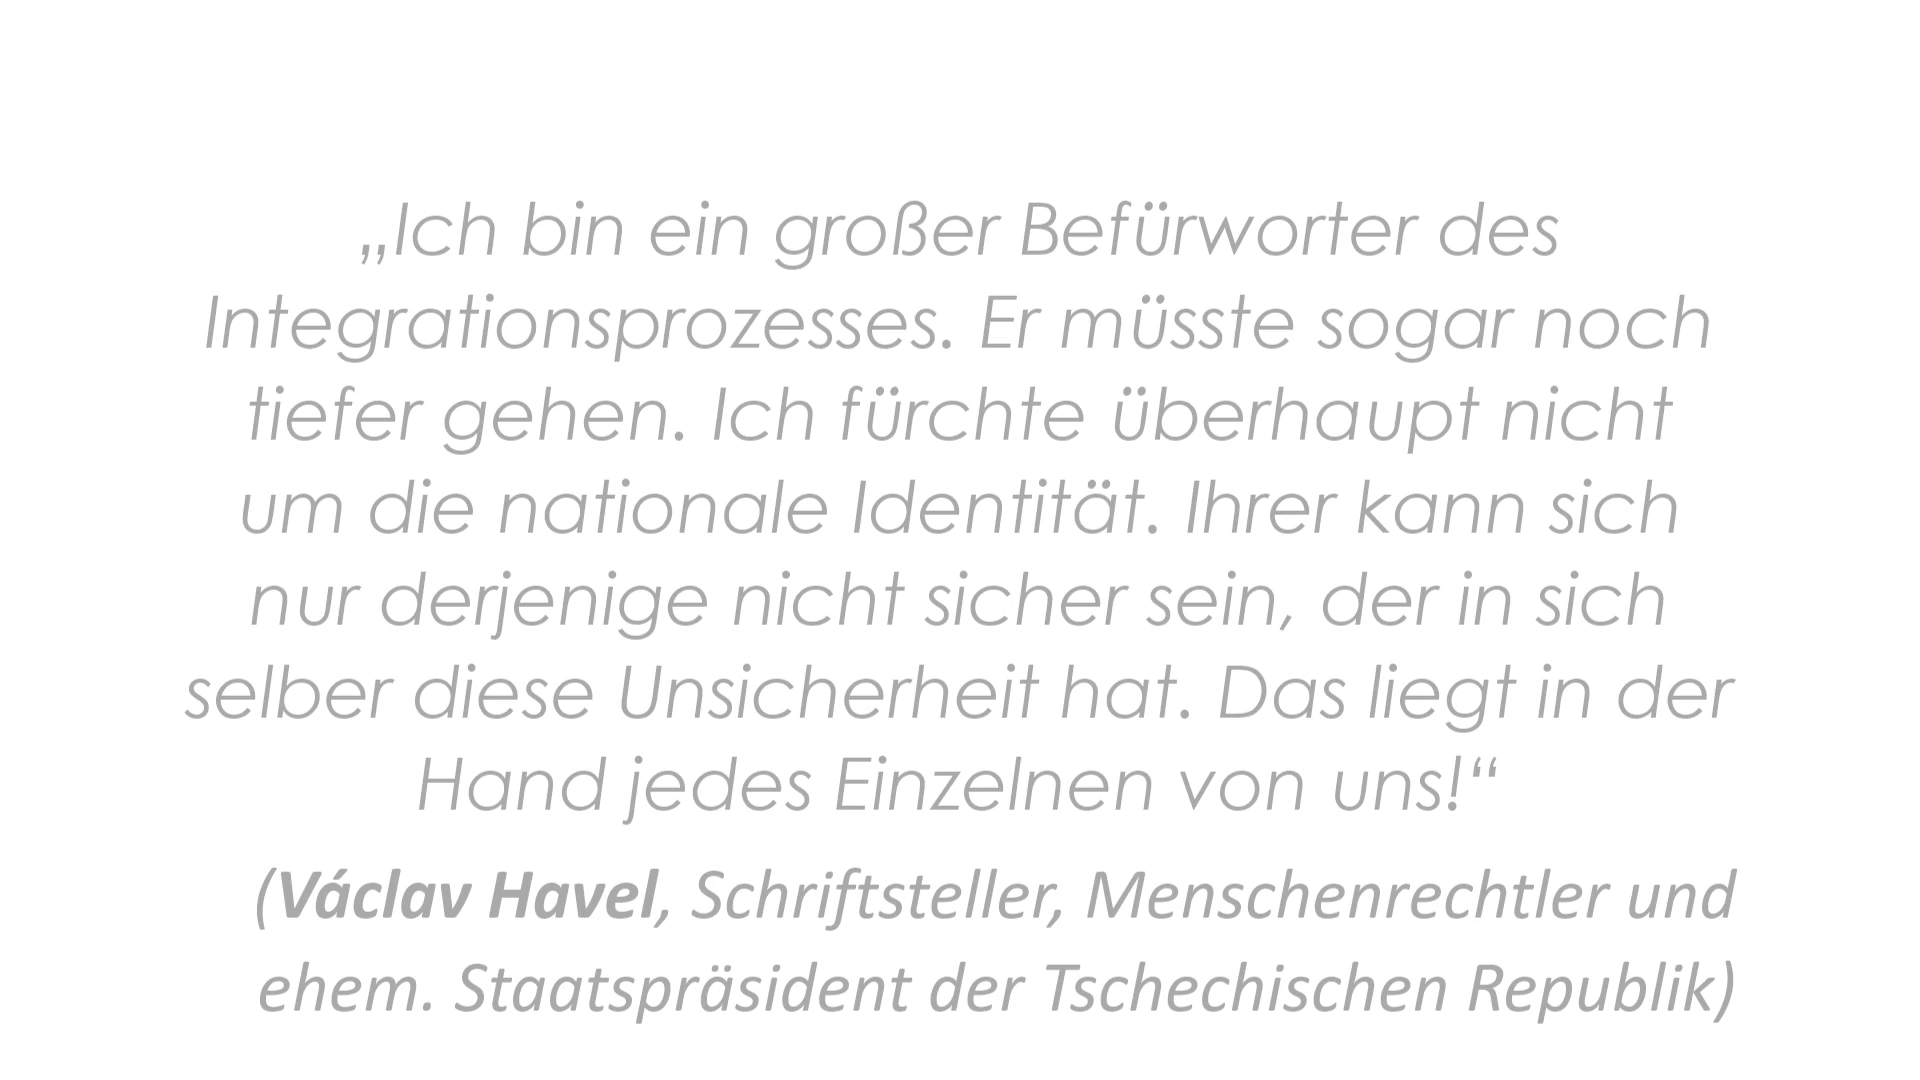 „Ich bin ein großer Befürworter des
Integrationsprozesses. Er müsste sogar noch
tiefer gehen. Ich fürchte überhaupt nicht
um die nationale Identität. Ihrer kann sich
nur derjenige nicht sicher sein, der in sich
selber diese Unsicherheit hat. Das liegt in der
Hand jedes Einzelnen von uns!“
(Václav Havel, Schriftsteller, Menschenrechtler und
ehem. Staatspräsident der Tschechischen Republik)